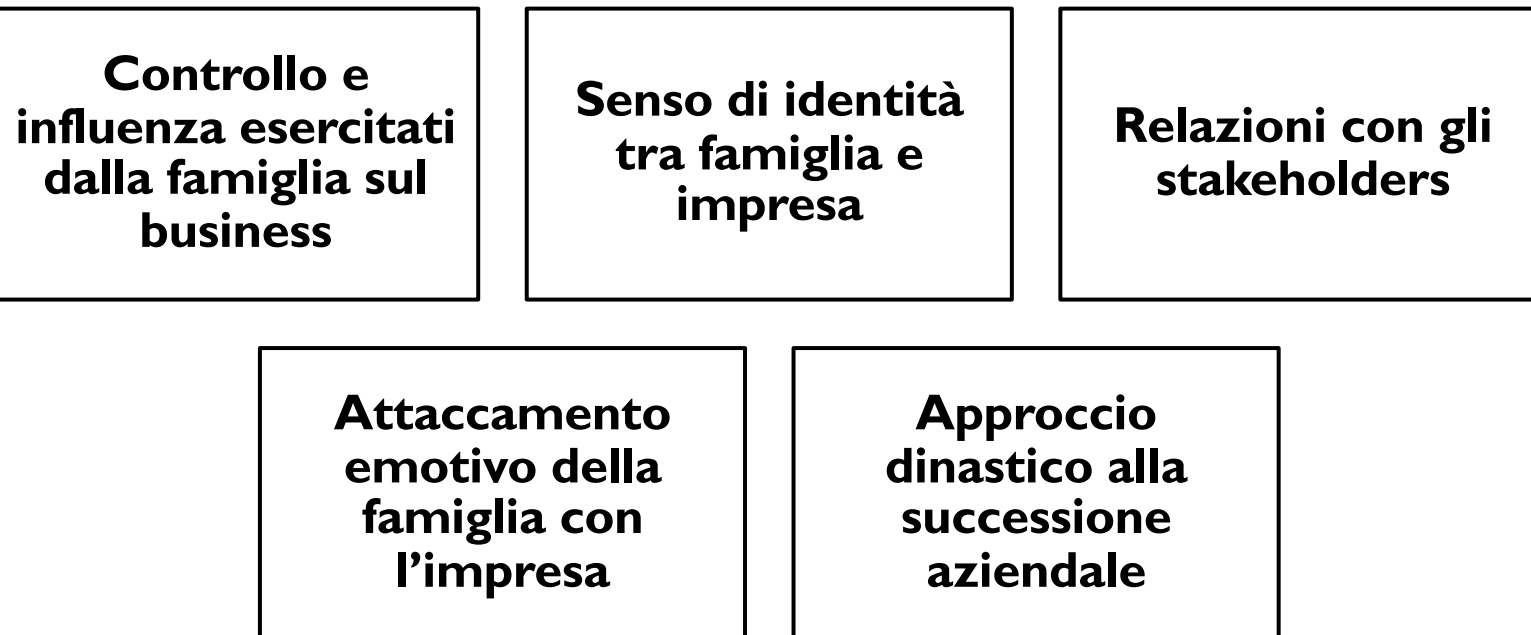 Controllo e
influenza esercitati
dalla famiglia sul
business
Senso di identità
tra famiglia e
impresa
Relazioni con gli
stakeholders
Attaccamento
emotivo della
famiglia con
l’impresa
Approccio
dinastico alla
successione
aziendale